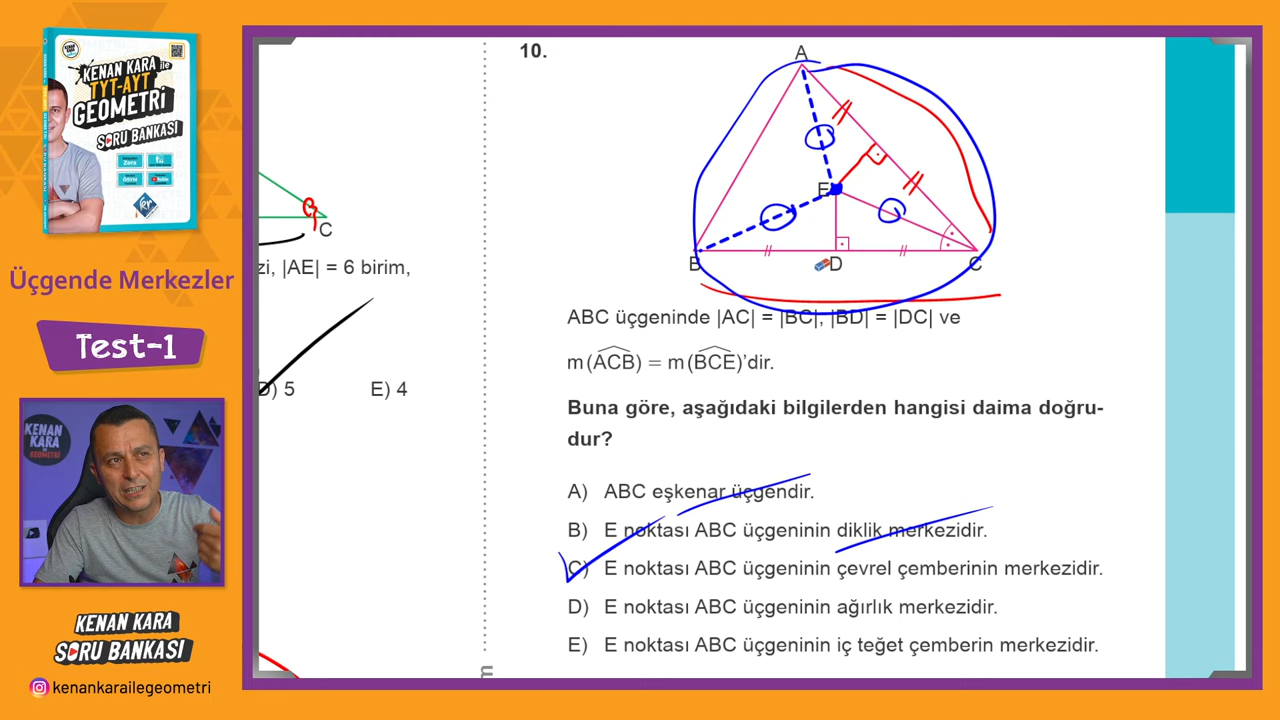 KENAN KARA ile
TYT-AYT
GEOMETRİ
SORU BANKASI
Üçgende Merkezler
Test-1
KENAN
KARA
GEOMETRİ
KENAN KARA
SORU BANKASI
kenankarailegeometri
C
zi, |AE| = 6 birim,
D) 5 E) 4
10.
A
E
B D C
ABC üçgeninde |AC| = |BC|, |BD| = |DC| ve
m(ACB) = m(BCE)'dir.
Buna göre, aşağıdaki bilgilerden hangisi daima doğru-
dur?
A) ABC eşkenar üçgendir.
B) E noktası ABC üçgeninin diklik merkezidir.
C) E noktası ABC üçgeninin çevrel çemberinin merkezidir.
D) E noktası ABC üçgeninin ağırlık merkezidir.
E) E noktası ABC üçgeninin iç teğet çemberin merkezidir.